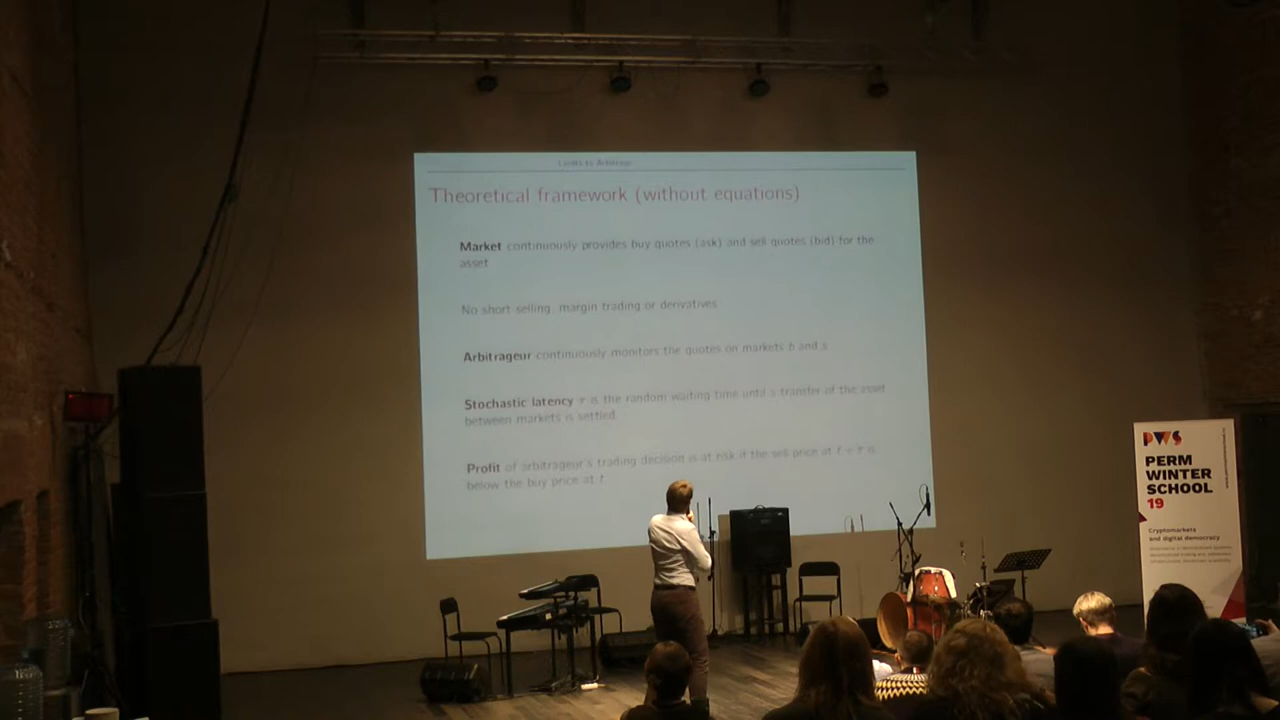 Limits to Arbitrage
Theoretical framework (without equations)
Market continuously provides buy quotes (ask) and sell quotes (bid) for the
asset
No short selling, margin trading or derivatives
Arbitrageur continuously monitors the quotes on markets b and s
Stochastic latency τ is the random waiting time until a transfer of the asset
between markets is settled
Profit of arbitrageur's trading decision is at risk if the sell price at t + τ is
below the buy price at t
PWS
PERM
WINTER
SCHOOL
19
Cryptomarkets
and digital democracy